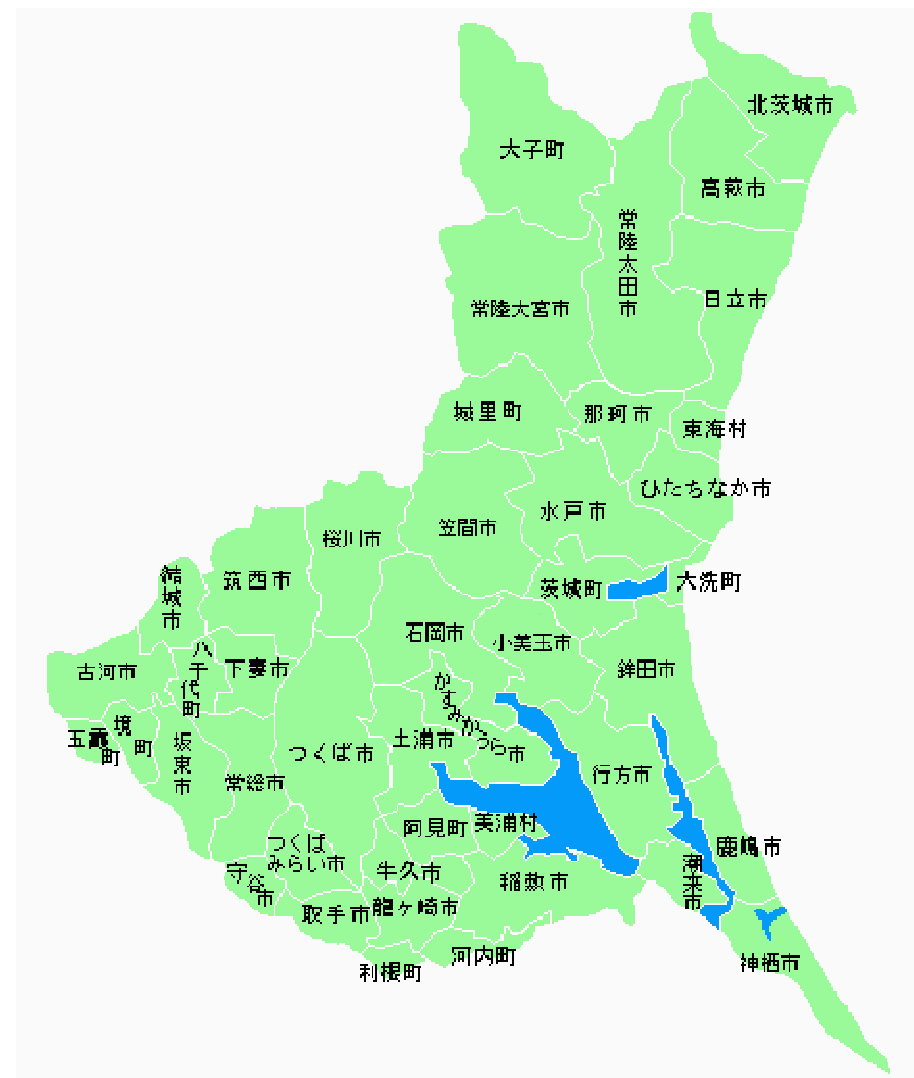 北茨城市
大子町
高萩市
常陸太田市
日立市
常陸大宮市
城里町
那珂市
東海村
ひたちなか市
水戸市
笠間市
桜川市
筑西市
結城市
茨城町
大洗町
石岡市
小美玉市
鉾田市
古河市
八千代町
下妻市
かすみがうら市
五霞町
境町
坂東市
つくば市
土浦市
行方市
常総市
阿見町
美浦村
つくば
みらい市
鹿嶋市
潮来市
守谷市
牛久市
稲敷市
取手市
龍ヶ崎市
河内町
利根町
神栖市